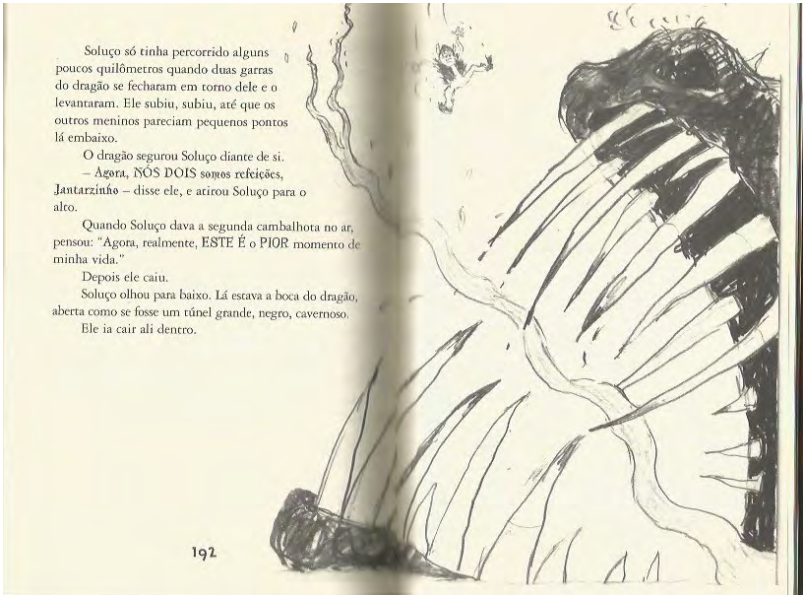 Soluço só tinha percorrido alguns
poucos quilômetros quando duas garras
do dragão se fecharam em torno dele e o
levantaram. Ele subiu, subiu, até que os
outros meninos pareciam pequenos pontos
lá embaixo.
O dragão segurou Soluço diante de si.
– Agora, NÓS DOIS somos refeições,
Jantarzinho – disse ele, e atirou Soluço para o
alto.
Quando Soluço dava a segunda cambalhota no ar,
pensou: "Agora, realmente, ESTE É o PIOR momento de
minha vida."
Depois ele caiu.
Soluço olhou para baixo. Lá estava a boca do dragão,
aberta como se fosse um túnel grande, negro, cavernoso.
Ele ia cair ali dentro.
192